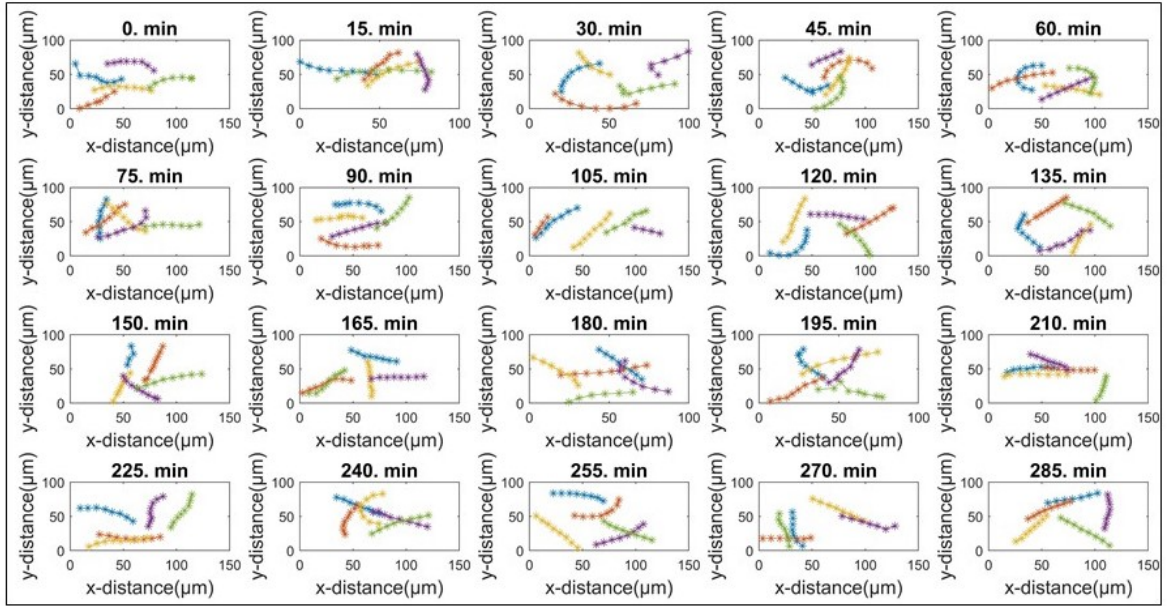 0. min 15. min 30. min 45. min 60. min
y-distance(µm) y-distance(µm) y-distance(µm) y-distance(µm) y-distance(µm)
100 100 100 100 100
50 50 50 50 50
0 0 0 0 0
0 50 100 150 0 50 100 0 50 100 0 50 100 150 0 50 100 150
x-distance(µm) x-distance(µm) x-distance(µm) x-distance(µm) x-distance(µm)
75. min 90. min 105. min 120. min 135. min
y-distance(µm) y-distance(µm) y-distance(µm) y-distance(µm) y-distance(µm)
100 100 100 100 100
50 50 50 50 50
0 0 0 0 0
0 50 100 150 0 50 100 150 0 50 100 150 0 50 100 150 0 50 100 150
x-distance(µm) x-distance(µm) x-distance(µm) x-distance(µm) x-distance(µm)
150. min 165. min 180. min 195. min 210. min
y-distance(µm) y-distance(µm) y-distance(µm) y-distance(µm) y-distance(µm)
100 100 100 100 100
50 50 50 50 50
0 0 0 0 0
0 50 100 150 0 50 100 150 0 50 100 0 50 100 0 50 100 150
x-distance(µm) x-distance(µm) x-distance(µm) x-distance(µm) x-distance(µm)
225. min 240. min 255. min 270. min 285. min
y-distance(µm) y-distance(µm) y-distance(µm) y-distance(µm) y-distance(µm)
100 100 100 100 100
50 50 50 50 50
0 0 0 0 0
0 50 100 150 0 50 100 150 0 50 100 150 0 50 100 150 0 50 100 150
x-distance(µm) x-distance(µm) x-distance(µm) x-distance(µm) x-distance(µm)